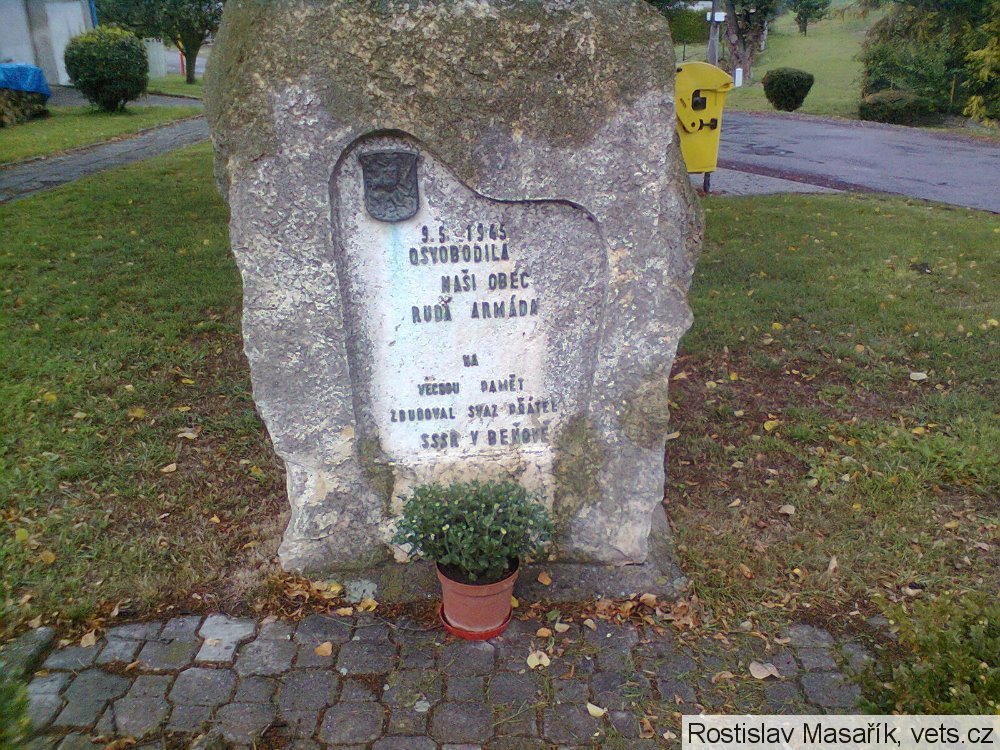 9.5 1945
OSVOBODILA
NAŠI OBEC
RUDÁ ARMÁDA
NA
VĚČNOU PAMĚŤ
ZBUDOVAL SVAZ PŘÁTEL
SSSR V BEŇOVĚ
Rostislav Masařík, vets.cz